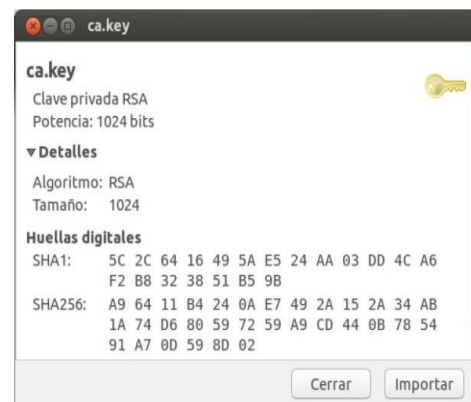 ca.key
ca.key
Clave privada RSA
Potencia: 1024 bits
▼Detalles
Algoritmo: RSA
Tamaño: 1024
Huellas digitales
SHA1: 5C 2C 64 16 49 5A E5 24 AA 03 DD 4C A6
F2 B8 32 38 51 B5 9B
SHA256: A9 64 11 B4 24 0A E7 49 2A 15 2A 34 AB
1A 74 D6 80 59 72 59 A9 CD 44 0B 78 54
91 A7 0D 59 8D 02
Cerrar Importar